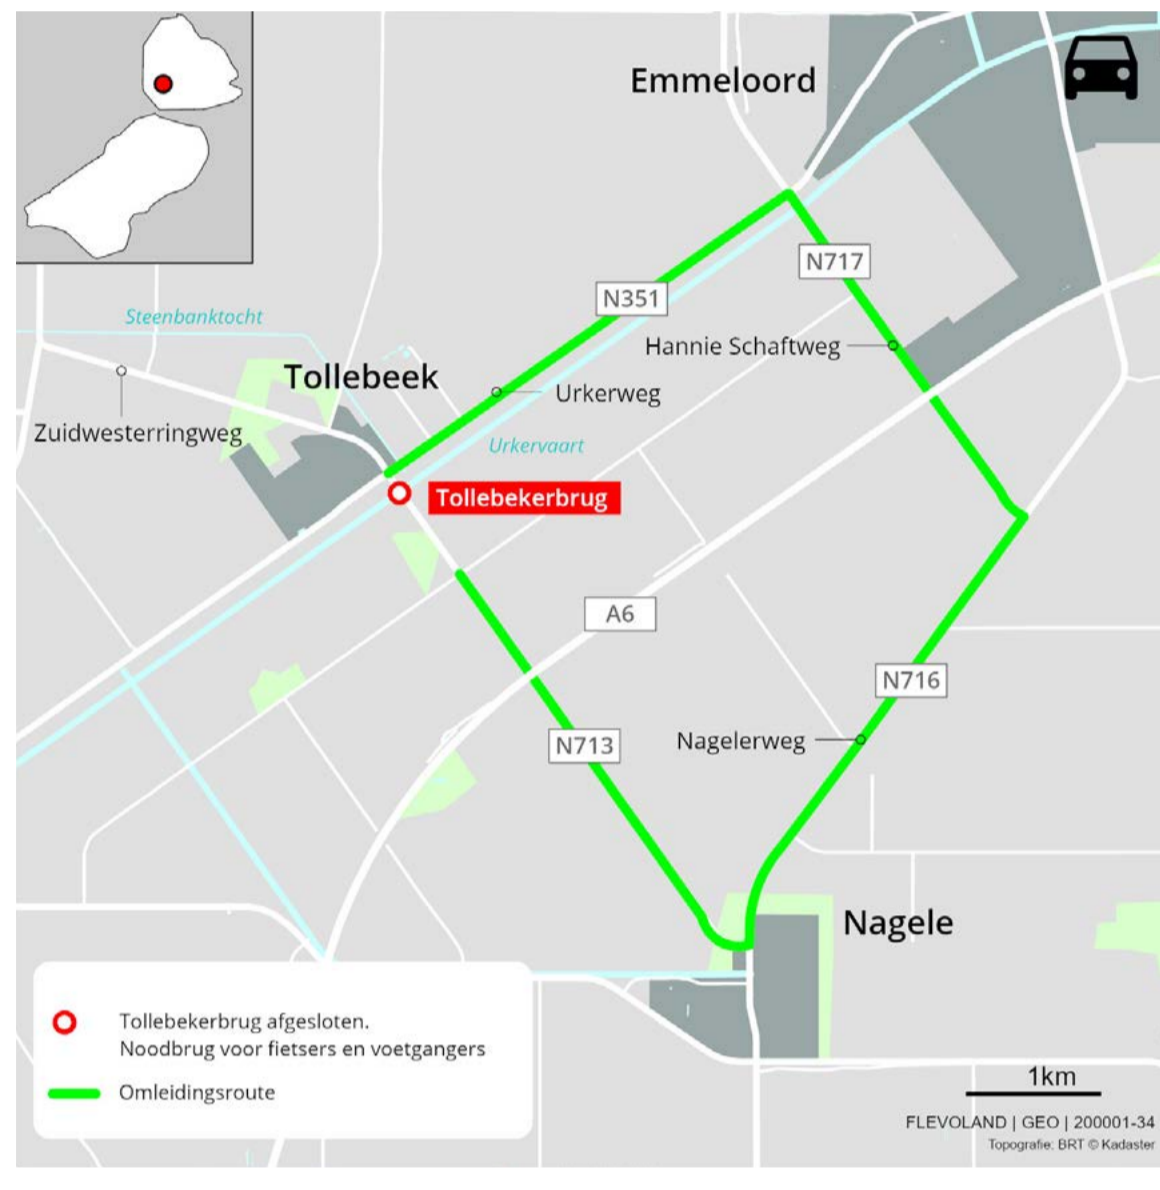 Emmeloord
N717
N351
Steenbanktocht
Hannie Schaftweg
Tollebeek
Urkerweg
Zuidwesterringweg
Urkervaart
Tollebekerbrug
A6
N716
N713
Nagelerweg
Nagele
Tollebekerbrug afgesloten.
Noodbrug voor fietsers en voetgangers
Omleidingsroute
1km
FLEVOLAND | GEO | 200001-34
Topografie: BRT © Kadaster